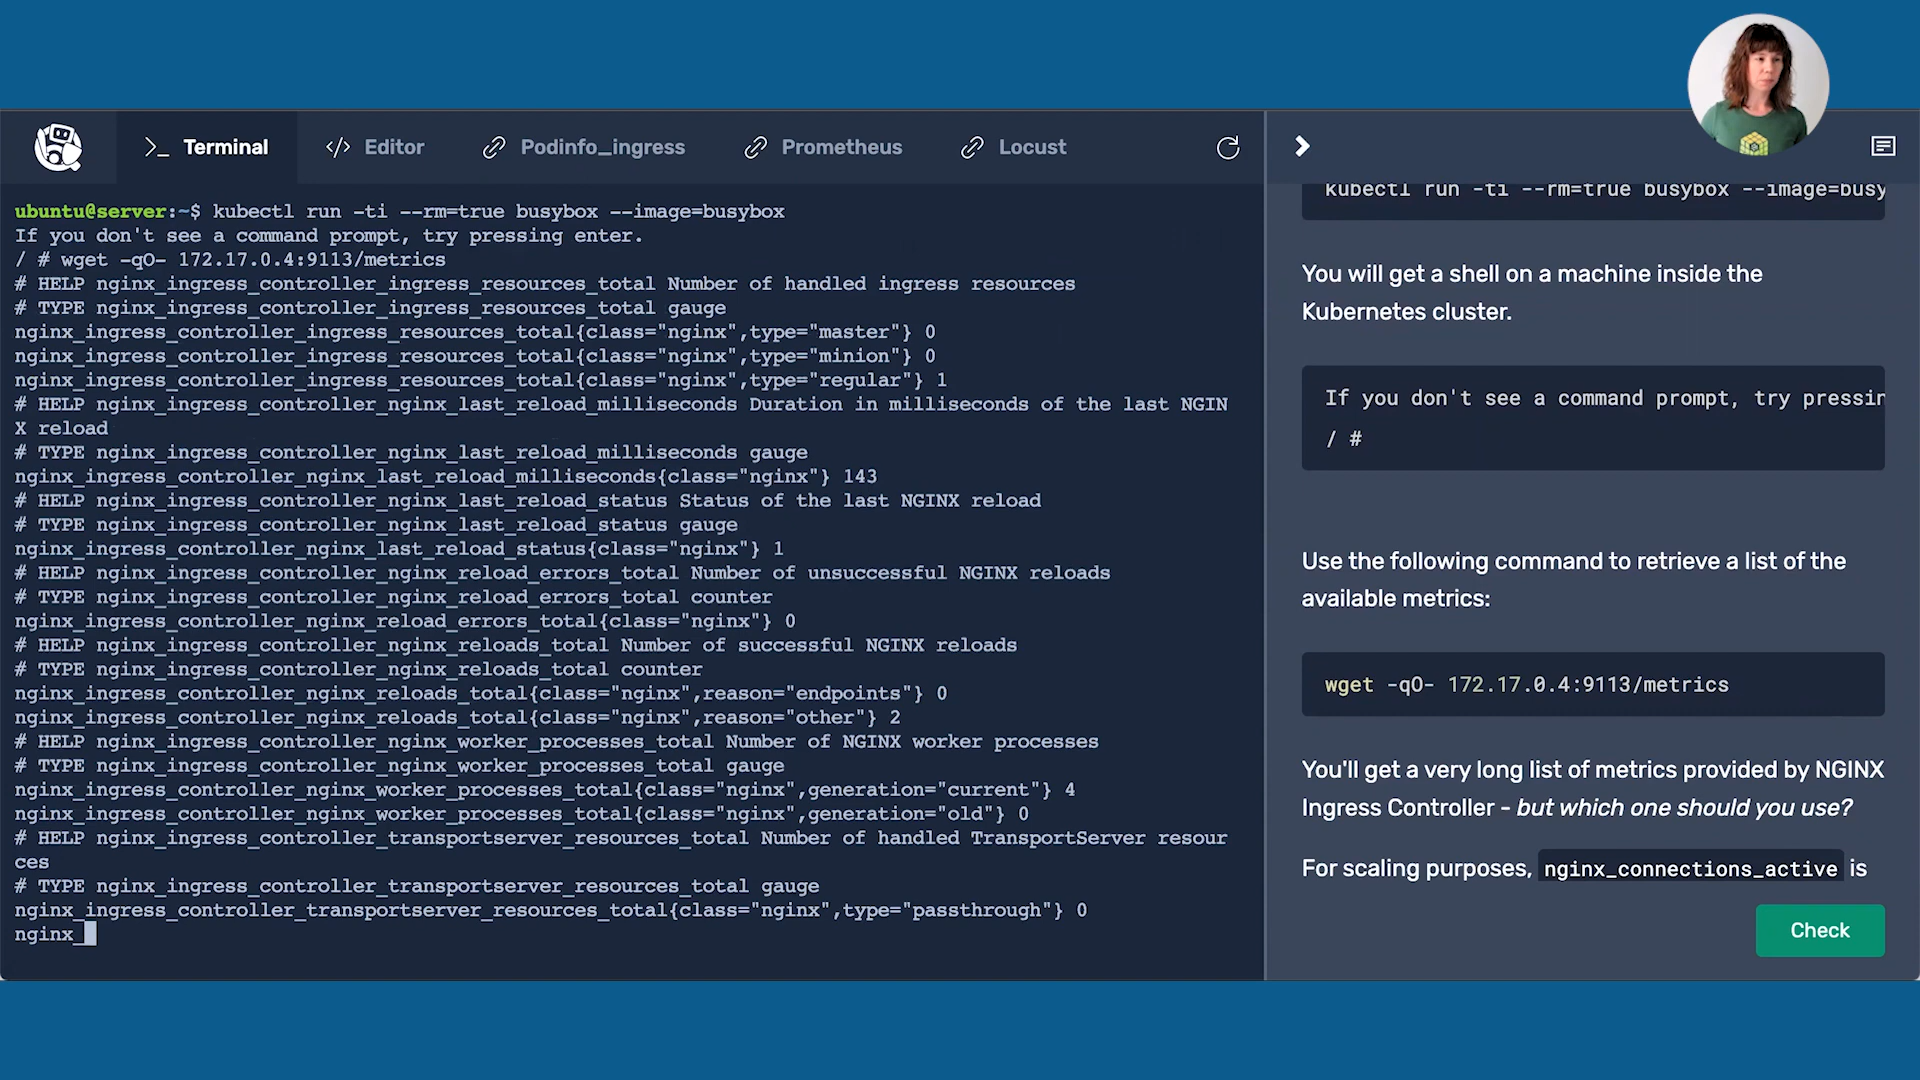 Terminal
Editor
Podinfo_ingress
Prometheus
Locust
ubuntu@server:~$ kubectl run -ti --rm=true busybox --image=busybox
If you don't see a command prompt, try pressing enter.
/ # wget -qO- 172.17.0.4:9113/metrics
# HELP nginx_ingress_controller_ingress_resources_total Number of handled ingress resources
# TYPE nginx_ingress_controller_ingress_resources_total gauge
nginx_ingress_controller_ingress_resources_total{class="nginx",type="master"} 0
nginx_ingress_controller_ingress_resources_total{class="nginx",type="minion"} 0
nginx_ingress_controller_ingress_resources_total{class="nginx",type="regular"} 1
# HELP nginx_ingress_controller_nginx_last_reload_milliseconds Duration in milliseconds of the last NGIN
X reload
# TYPE nginx_ingress_controller_nginx_last_reload_milliseconds gauge
nginx_ingress_controller_nginx_last_reload_milliseconds{class="nginx"} 143
# HELP nginx_ingress_controller_nginx_last_reload_status Status of the last NGINX reload
# TYPE nginx_ingress_controller_nginx_last_reload_status gauge
nginx_ingress_controller_nginx_last_reload_status{class="nginx"} 1
# HELP nginx_ingress_controller_nginx_reload_errors_total Number of unsuccessful NGINX reloads
# TYPE nginx_ingress_controller_nginx_reload_errors_total counter
nginx_ingress_controller_nginx_reload_errors_total{class="nginx"} 0
# HELP nginx_ingress_controller_nginx_reloads_total Number of successful NGINX reloads
# TYPE nginx_ingress_controller_nginx_reloads_total counter
nginx_ingress_controller_nginx_reloads_total{class="nginx",reason="endpoints"} 0
nginx_ingress_controller_nginx_reloads_total{class="nginx",reason="other"} 2
# HELP nginx_ingress_controller_nginx_worker_processes_total Number of NGINX worker processes
# TYPE nginx_ingress_controller_nginx_worker_processes_total gauge
nginx_ingress_controller_nginx_worker_processes_total{class="nginx",generation="current"} 4
nginx_ingress_controller_nginx_worker_processes_total{class="nginx",generation="old"} 0
# HELP nginx_ingress_controller_transportserver_resources_total Number of handled TransportServer resour
ces
# TYPE nginx_ingress_controller_transportserver_resources_total gauge
nginx_ingress_controller_transportserver_resources_total{class="nginx",type="passthrough"} 0
nginx_
kubectl run -ti --rm=true busybox --image=busy
You will get a shell on a machine inside the
Kubernetes cluster.
If you don't see a command prompt, try pressin
/ #
Use the following command to retrieve a list of the
available metrics:
wget -qO- 172.17.0.4:9113/metrics
You'll get a very long list of metrics provided by NGINX
Ingress Controller - but which one should you use?
For scaling purposes, nginx_connections_active is
Check